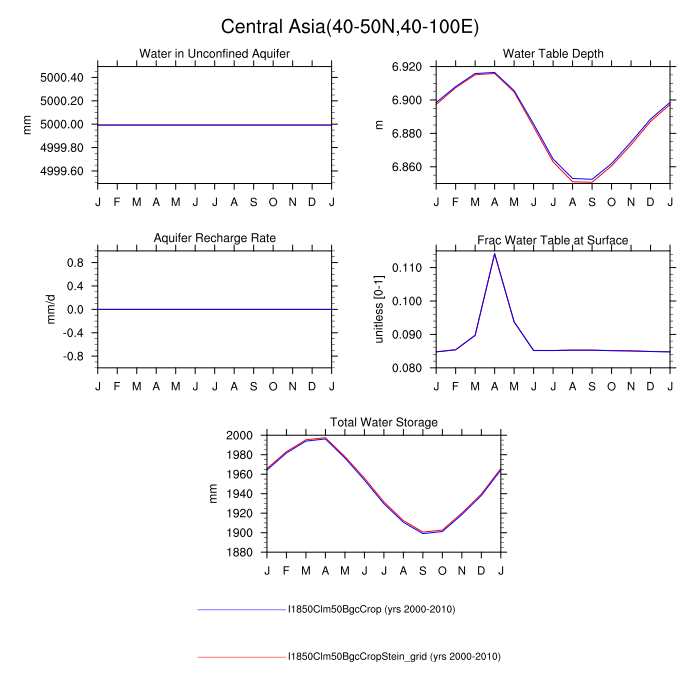 Central Asia(40-50N,40-100E)
Water in Unconfined Aquifer
5000.40
5000.20
5000.00
4999.80
4999.60
mm
J F M A M J J A S O N D J
Water Table Depth
6.920
6.900
6.880
6.860
m
J F M A M J J A S O N D J
Aquifer Recharge Rate
0.8
0.4
0.0
-0.4
-0.8
mm/d
J F M A M J J A S O N D J
Frac Water Table at Surface
0.110
0.100
0.090
0.080
unitless [0-1]
J F M A M J J A S O N D J
Total Water Storage
2000
1980
1960
1940
1920
1900
1880
mm
J F M A M J J A S O N D J
I1850Clm50BgcCrop (yrs 2000-2010)
I1850Clm50BgcCropStein_grid (yrs 2000-2010)